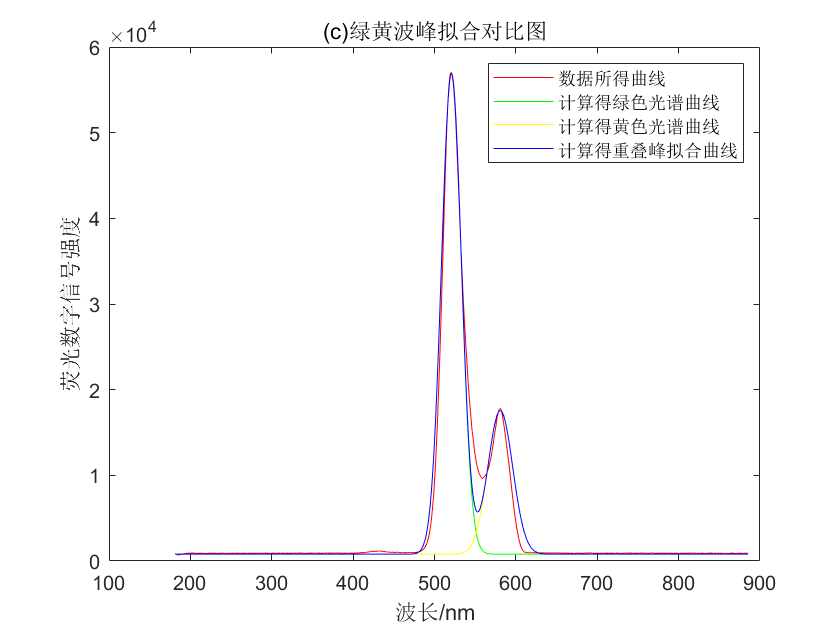 (c)绿黄波峰拟合对比图
×10⁴
6
5
4
3
2
1
0
荧光数字信号强度
数据所得曲线
计算得绿色光谱曲线
计算得黄色光谱曲线
计算得重叠峰拟合曲线
100 200 300 400 500 600 700 800 900
波长/nm